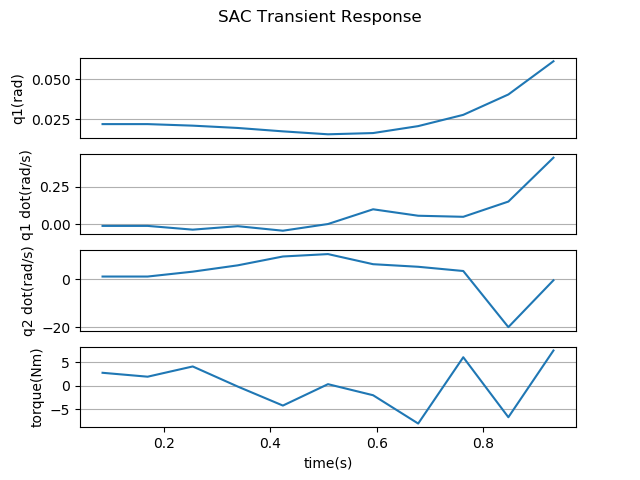 SAC Transient Response
q1(rad)
0.050
0.025
q1 dot(rad/s)
0.25
0.00
q2 dot(rad/s)
0
−20
torque(Nm)
5
0
−5
0.2 0.4 0.6 0.8
time(s)